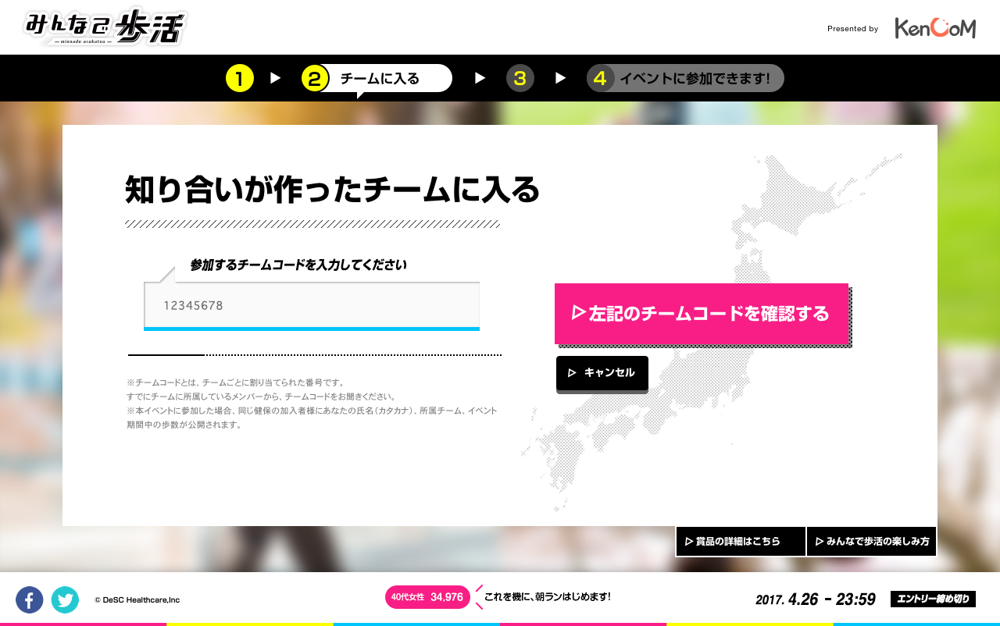 みんなで歩活
―minnade arukatsu―
Presented by KenCoM
1 2 チームに入る 3 4 イベントに参加できます!
知り合いが作ったチームに入る
参加するチームコードを入力してください
12345678
左記のチームコードを確認する
キャンセル
※チームコードとは、チームごとに割り当てられた番号です。
すでにチームに所属しているメンバーから、チームコードをお聞きください。
※本イベントに参加した場合、同じ健保の加入者様にあなたの氏名(カタカナ)、所属チーム、イベント
期間中の歩数が公開されます。
賞品の詳細はこちら
みんなで歩活の楽しみ方
© DeSC Healthcare,Inc
40代女性 34,976
これを機に、朝ランはじめます!
2017. 4.26 - 23:59
エントリー締め切り